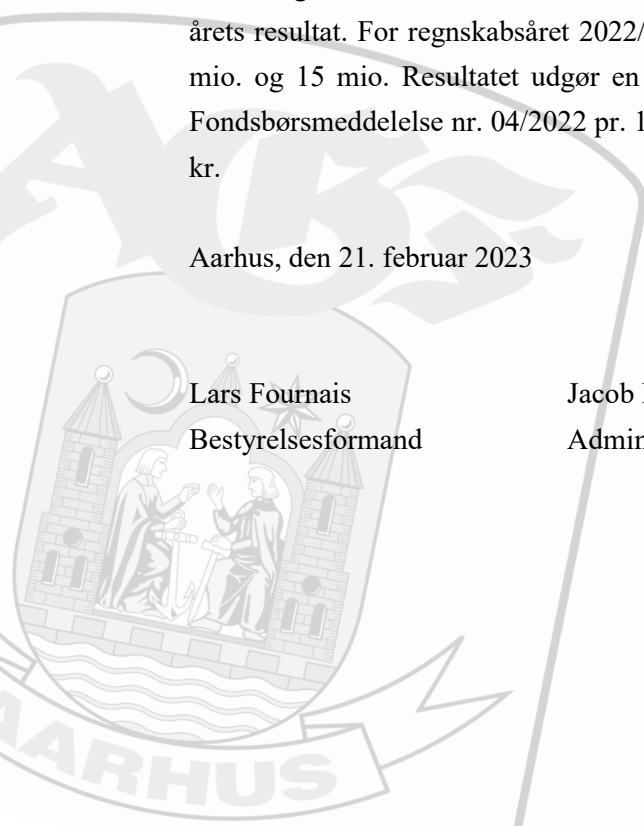 årets resultat. For regnskabsåret 2022/
mio. og 15 mio. Resultatet udgør en
Fondsbørsmeddelelse nr. 04/2022 pr. 1
kr.
Aarhus, den 21. februar 2023
Lars Fournais Jacob
Bestyrelsesformand Admin
AGF
AARHUS